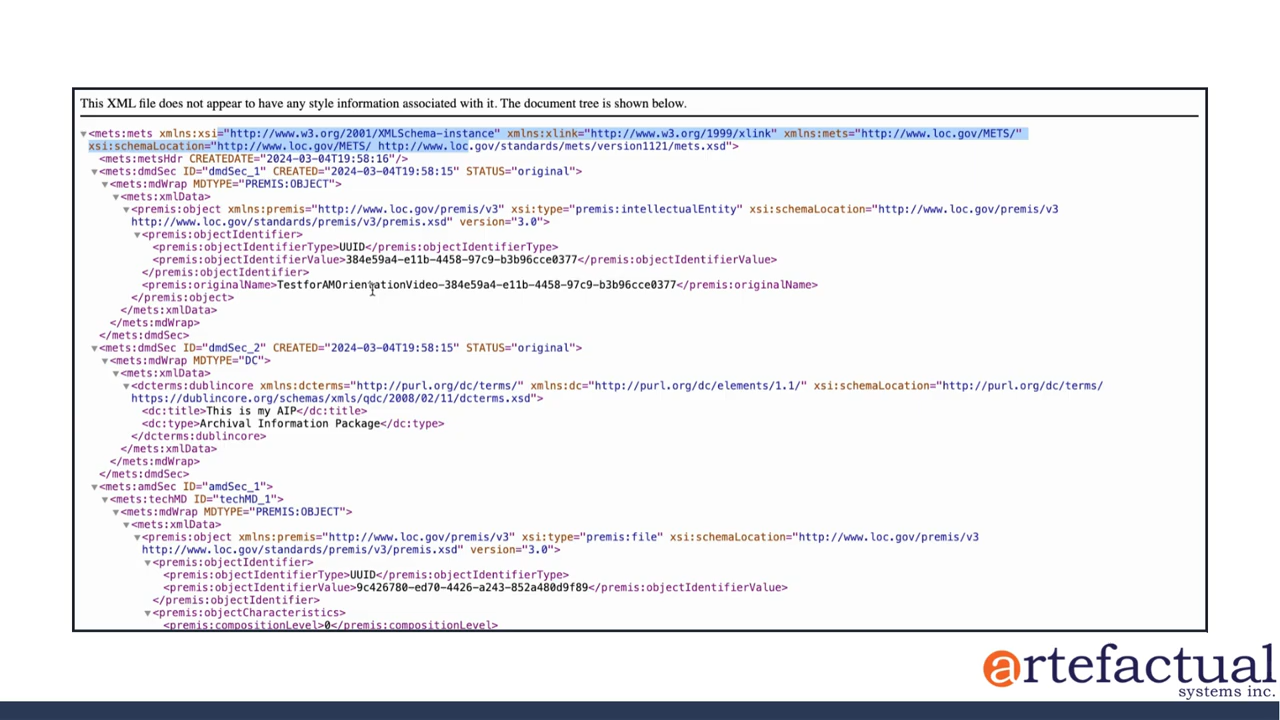 This XML file does not appear to have any style information associated with it. The document tree is shown below.
▼<mets:mets xmlns:xsi="http://www.w3.org/2001/XMLSchema-instance" xmlns:xlink="http://www.w3.org/1999/xlink" xmlns:mets="http://www.loc.gov/METS/"
xsi:schemaLocation="http://www.loc.gov/METS/ http://www.loc.gov/standards/mets/version1121/mets.xsd">
<mets:metsHdr CREATEDATE="2024-03-04T19:58:16"/>
▼<mets:dmdSec ID="dmdSec_1" CREATED="2024-03-04T19:58:15" STATUS="original">
▼<mets:mdWrap MDTYPE="PREMIS:OBJECT">
▼<mets:xmlData>
▼<premis:object xmlns:premis="http://www.loc.gov/premis/v3" xsi:type="premis:intellectualEntity" xsi:schemaLocation="http://www.loc.gov/premis/v3
http://www.loc.gov/standards/premis/v3/premis.xsd" version="3.0">
▼<premis:objectIdentifier>
<premis:objectIdentifierType>UUID</premis:objectIdentifierType>
<premis:objectIdentifierValue>384e59a4-e11b-4458-97c9-b3b96cce0377</premis:objectIdentifierValue>
</premis:objectIdentifier>
<premis:originalName>TestforAMOrientationVideo-384e59a4-e11b-4458-97c9-b3b96cce0377</premis:originalName>
</premis:object>
</mets:xmlData>
</mets:mdWrap>
</mets:dmdSec>
▼<mets:dmdSec ID="dmdSec_2" CREATED="2024-03-04T19:58:15" STATUS="original">
▼<mets:mdWrap MDTYPE="DC">
▼<mets:xmlData>
▼<dcterms:dublincore xmlns:dcterms="http://purl.org/dc/terms/" xmlns:dc="http://purl.org/dc/elements/1.1/" xsi:schemaLocation="http://purl.org/dc/terms/
https://dublincore.org/schemas/xmls/qdc/2008/02/11/dcterms.xsd">
<dc:title>This is my AIP</dc:title>
<dc:type>Archival Information Package</dc:type>
</dcterms:dublincore>
</mets:xmlData>
</mets:mdWrap>
</mets:dmdSec>
▼<mets:amdSec ID="amdSec_1">
▼<mets:techMD ID="techMD_1">
▼<mets:mdWrap MDTYPE="PREMIS:OBJECT">
▼<mets:xmlData>
▼<premis:object xmlns:premis="http://www.loc.gov/premis/v3" xsi:type="premis:file" xsi:schemaLocation="http://www.loc.gov/premis/v3
http://www.loc.gov/standards/premis/v3/premis.xsd" version="3.0">
▼<premis:objectIdentifier>
<premis:objectIdentifierType>UUID</premis:objectIdentifierType>
<premis:objectIdentifierValue>9c426780-ed70-4426-a243-852a480d9f89</premis:objectIdentifierValue>
</premis:objectIdentifier>
▼<premis:objectCharacteristics>
<premis:compositionLevel>0</premis:compositionLevel>
artefactual
systems inc.